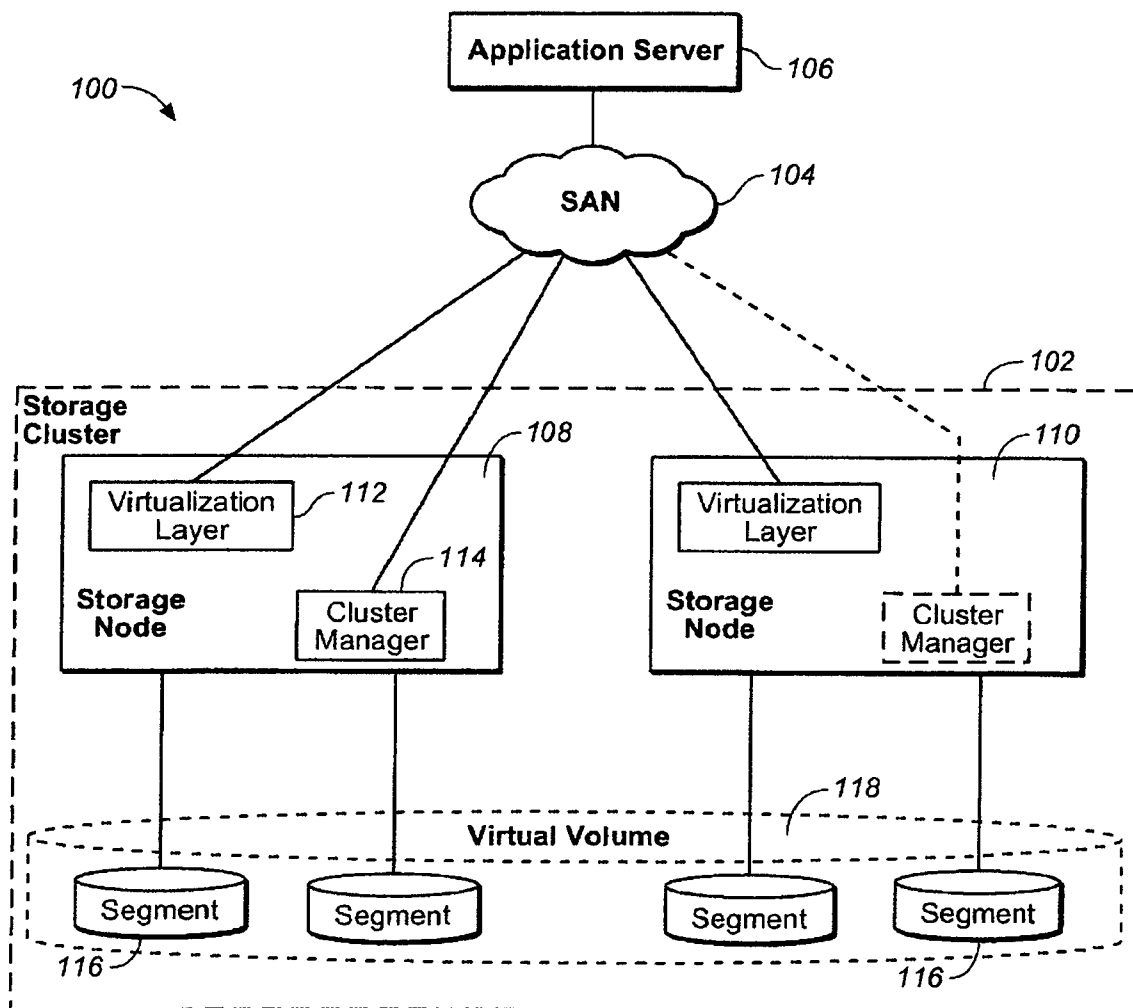 Application Server
106
100
SAN
104
102
Storage
Cluster
108
110
Virtualization
Layer
112
Virtualization
Layer
114
Storage
Node
Cluster
Manager
Storage
Node
Cluster
Manager
118
Virtual Volume
Segment
Segment
Segment
Segment
116
116